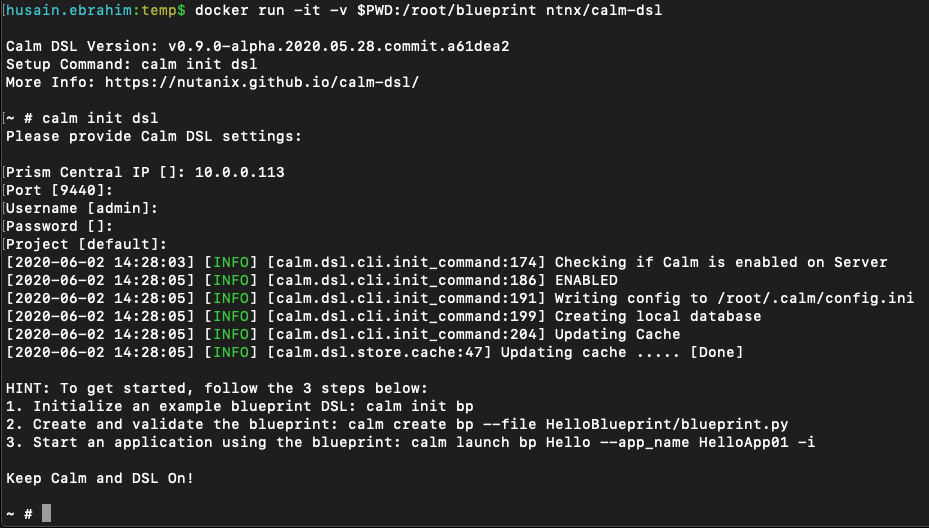 [husain.ebrahim:temp$ docker run -it -v $PWD:/root/blueprint ntnx/calm-dsl
Calm DSL Version: v0.9.0-alpha.2020.05.28.commit.a61dea2
Setup Command: calm init dsl
More Info: https://nutanix.github.io/calm-dsl/
[~ # calm init dsl
Please provide Calm DSL settings:
[Prism Central IP []: 10.0.0.113
[Port [9440]:
[Username [admin]:
[Password []:
[Project [default]:
[2020-06-02 14:28:03] [INFO] [calm.dsl.cli.init_command:174] Checking if Calm is enabled on Server
[2020-06-02 14:28:05] [INFO] [calm.dsl.cli.init_command:186] ENABLED
[2020-06-02 14:28:05] [INFO] [calm.dsl.cli.init_command:191] Writing config to /root/.calm/config.ini
[2020-06-02 14:28:05] [INFO] [calm.dsl.cli.init_command:199] Creating local database
[2020-06-02 14:28:05] [INFO] [calm.dsl.cli.init_command:204] Updating Cache
[2020-06-02 14:28:05] [INFO] [calm.dsl.store.cache:47] Updating cache ..... [Done]
HINT: To get started, follow the 3 steps below:
1. Initialize an example blueprint DSL: calm init bp
2. Create and validate the blueprint: calm create bp --file HelloBlueprint/blueprint.py
3. Start an application using the blueprint: calm launch bp Hello --app_name HelloApp01 -i
Keep Calm and DSL On!
~ #